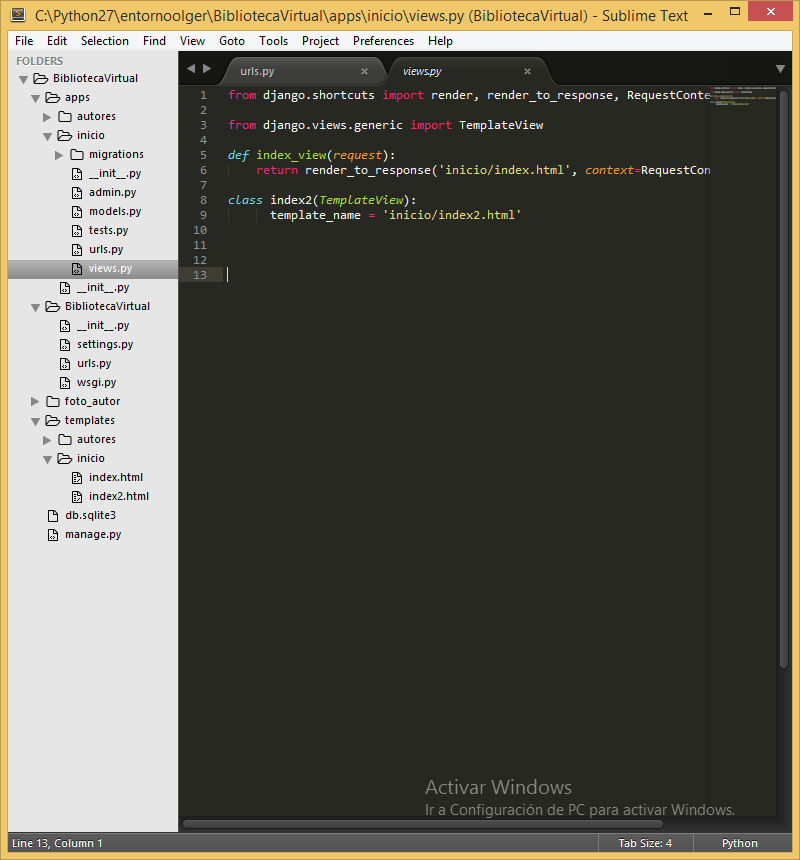 C:\Python27\entornoolger\BibliotecaVirtual\apps\inicio\views.py (BibliotecaVirtual) - Sublime Text
File Edit Selection Find View Goto Tools Project Preferences Help
FOLDERS
BibliotecaVirtual
apps
autores
inicio
migrations
__init__.py
admin.py
models.py
tests.py
urls.py
views.py
__init__.py
BibliotecaVirtual
__init__.py
settings.py
urls.py
wsgi.py
foto_autor
templates
autores
inicio
index.html
index2.html
db.sqlite3
manage.py
urls.py × views.py ×
1 from django.shortcuts import render, render_to_response, RequestConte
2
3 from django.views.generic import TemplateView
4
5 def index_view(request):
6 return render_to_response('inicio/index.html', context=RequestCon
7
8 class index2(TemplateView):
9 template_name = 'inicio/index2.html'
10
11
12
13
Activar Windows
Ir a Configuración de PC para activar Windows.
Line 13, Column 1 Tab Size: 4 Python